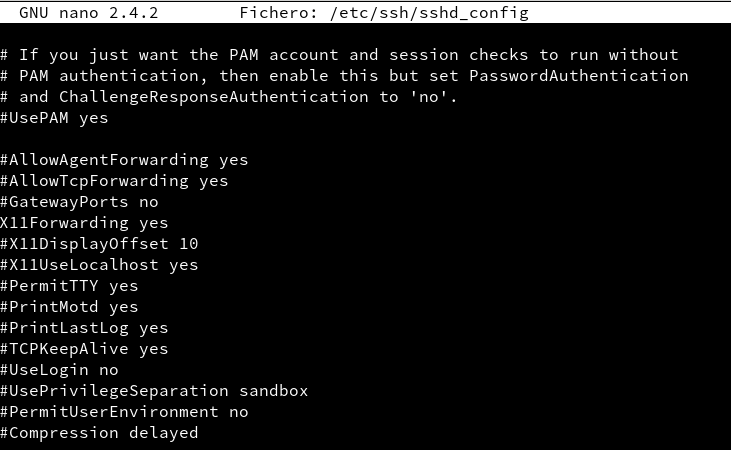 GNU nano 2.4.2 Fichero: /etc/ssh/sshd_config
# If you just want the PAM account and session checks to run without
# PAM authentication, then enable this but set PasswordAuthentication
# and ChallengeResponseAuthentication to 'no'.
#UsePAM yes
#AllowAgentForwarding yes
#AllowTcpForwarding yes
#GatewayPorts no
X11Forwarding yes
#X11DisplayOffset 10
#X11UseLocalhost yes
#PermitTTY yes
#PrintMotd yes
#PrintLastLog yes
#TCPKeepAlive yes
#UseLogin no
#UsePrivilegeSeparation sandbox
#PermitUserEnvironment no
#Compression delayed